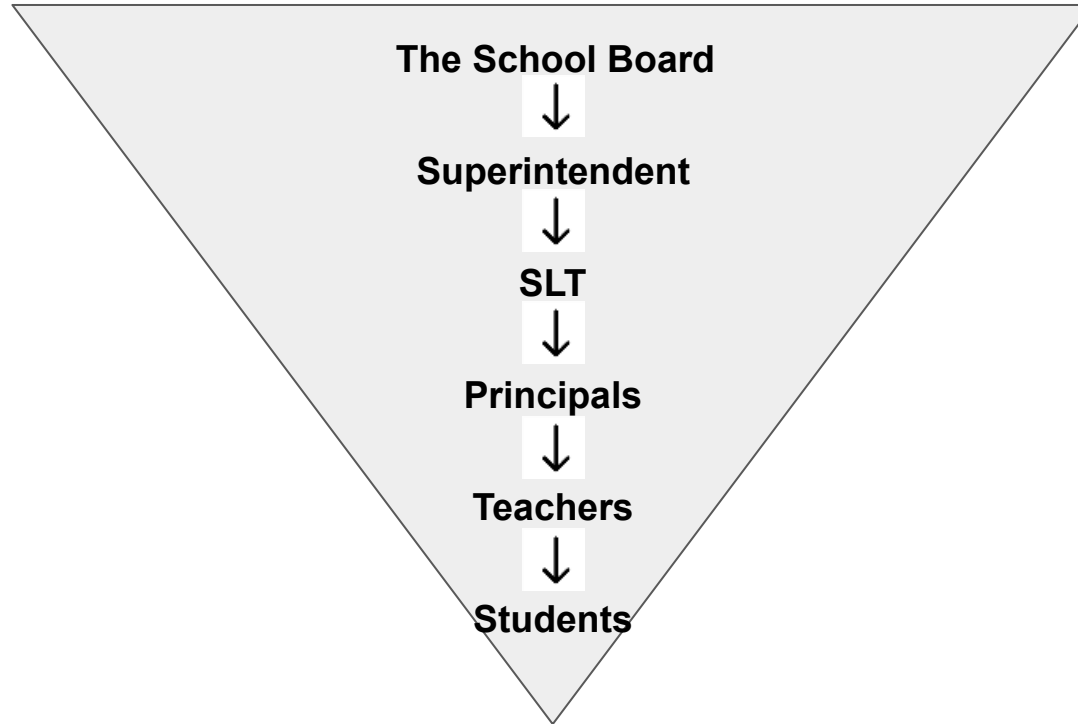 The School Board
↓
Superintendent
↓
SLT
↓
Principals
↓
Teachers
↓
Students